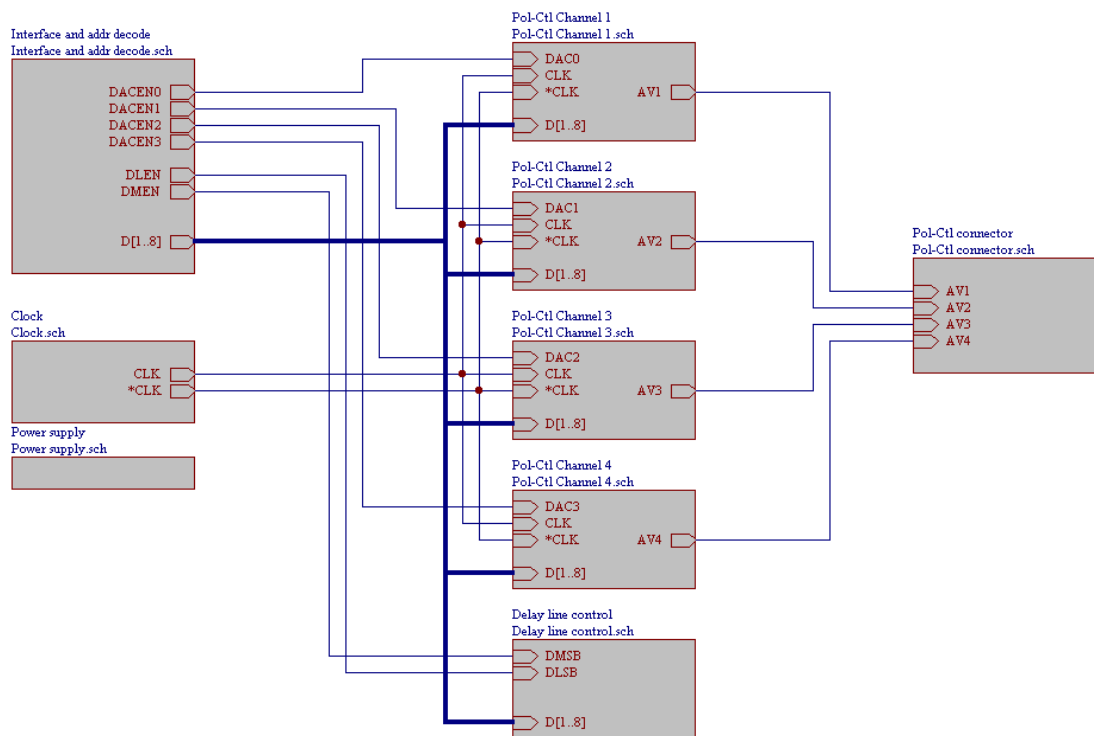 Interface and addr decode
Interface and addr decode.sch
DACEN0
DACEN1
DACEN2
DACEN3
DLEN
DMEN
D[1..8]
Clock
Clock.sch
CLK
*CLK
Power supply
Power supply.sch
Pol-Ctl Channel 1
Pol-Ctl Channel 1.sch
DAC0
CLK
*CLK
AV1
D[1..8]
Pol-Ctl Channel 2
Pol-Ctl Channel 2.sch
DAC1
CLK
*CLK
AV2
D[1..8]
Pol-Ctl Channel 3
Pol-Ctl Channel 3.sch
DAC2
CLK
*CLK
AV3
D[1..8]
Pol-Ctl Channel 4
Pol-Ctl Channel 4.sch
DAC3
CLK
*CLK
AV4
D[1..8]
Delay line control
Delay line control.sch
DMSB
DLSB
D[1..8]
Pol-Ctl connector
Pol-Ctl connector.sch
AV1
AV2
AV3
AV4